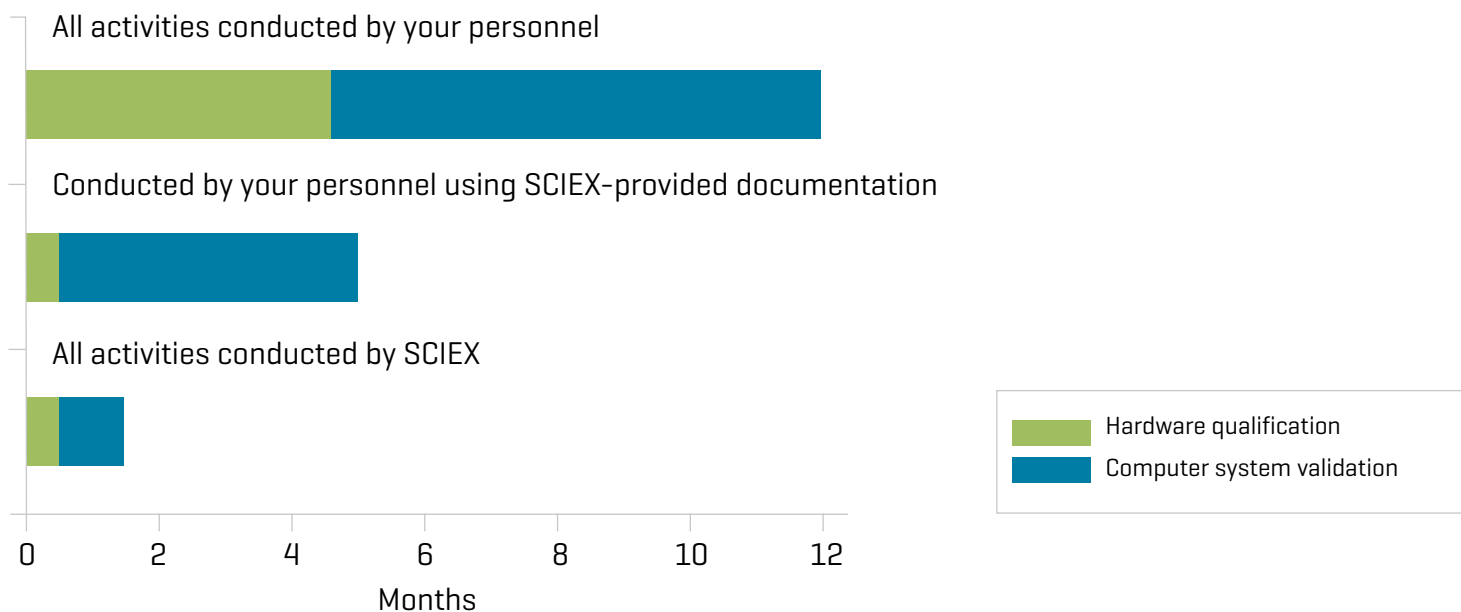 All activities conducted by your personnel
Conducted by your personnel using SCIEX-provided documentation
All activities conducted by SCIEX
Hardware qualification
Computer system validation
0 2 4 6 8 10 12
Months